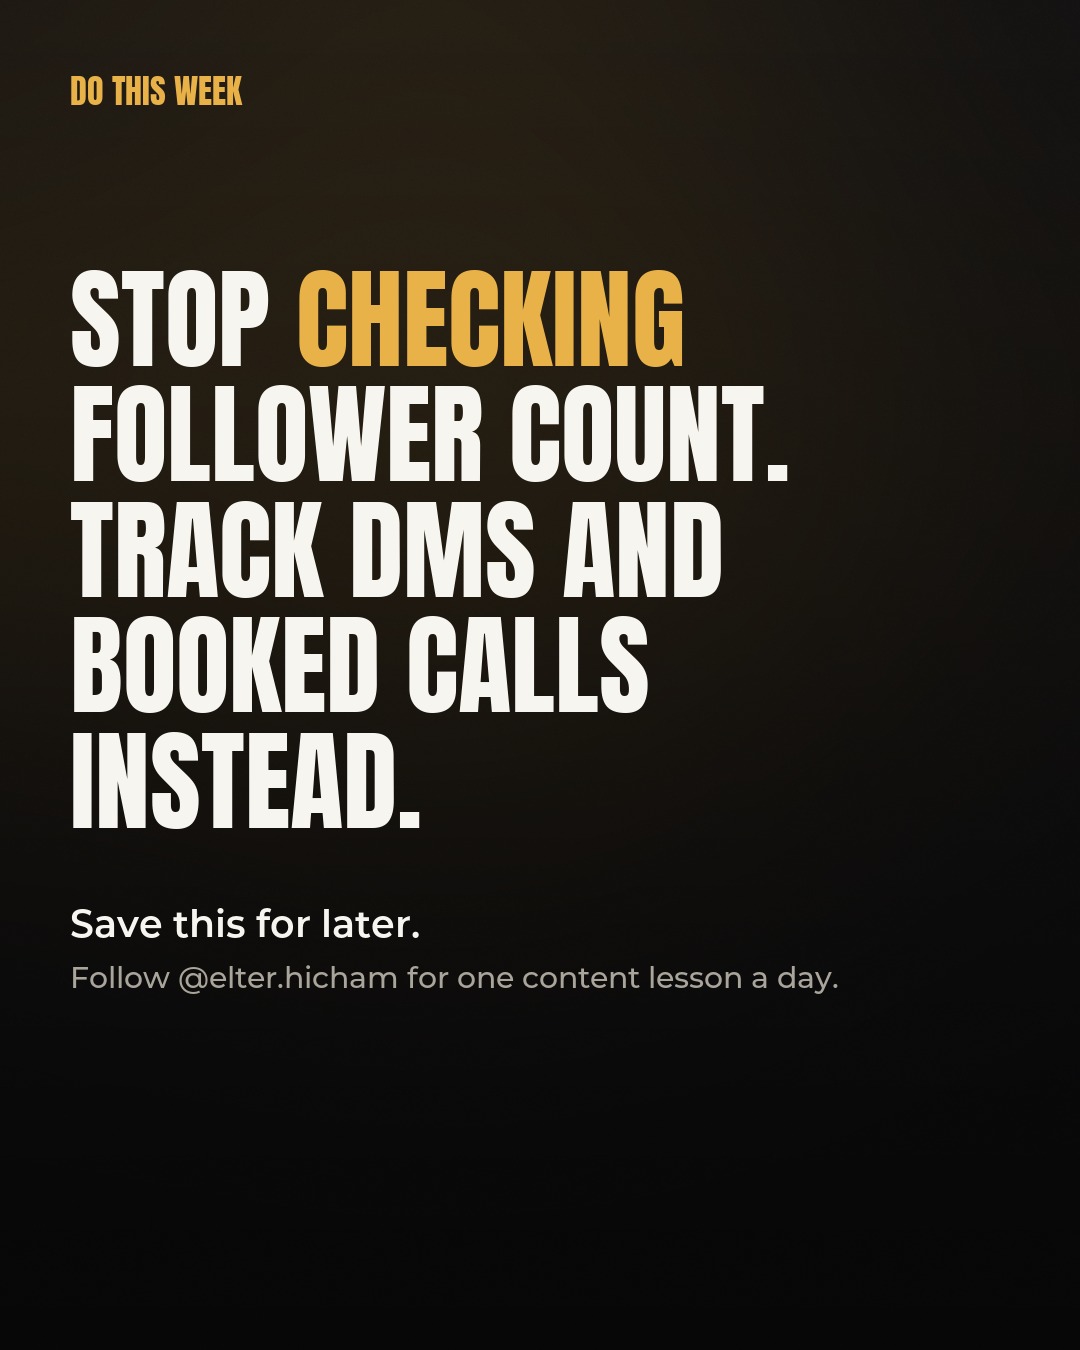 DO THIS WEEK
STOP CHECKING
FOLLOWER COUNT.
TRACK DMS AND
BOOKED CALLS
INSTEAD.
Save this for later.
Follow @elter.hicham for one content lesson a day.